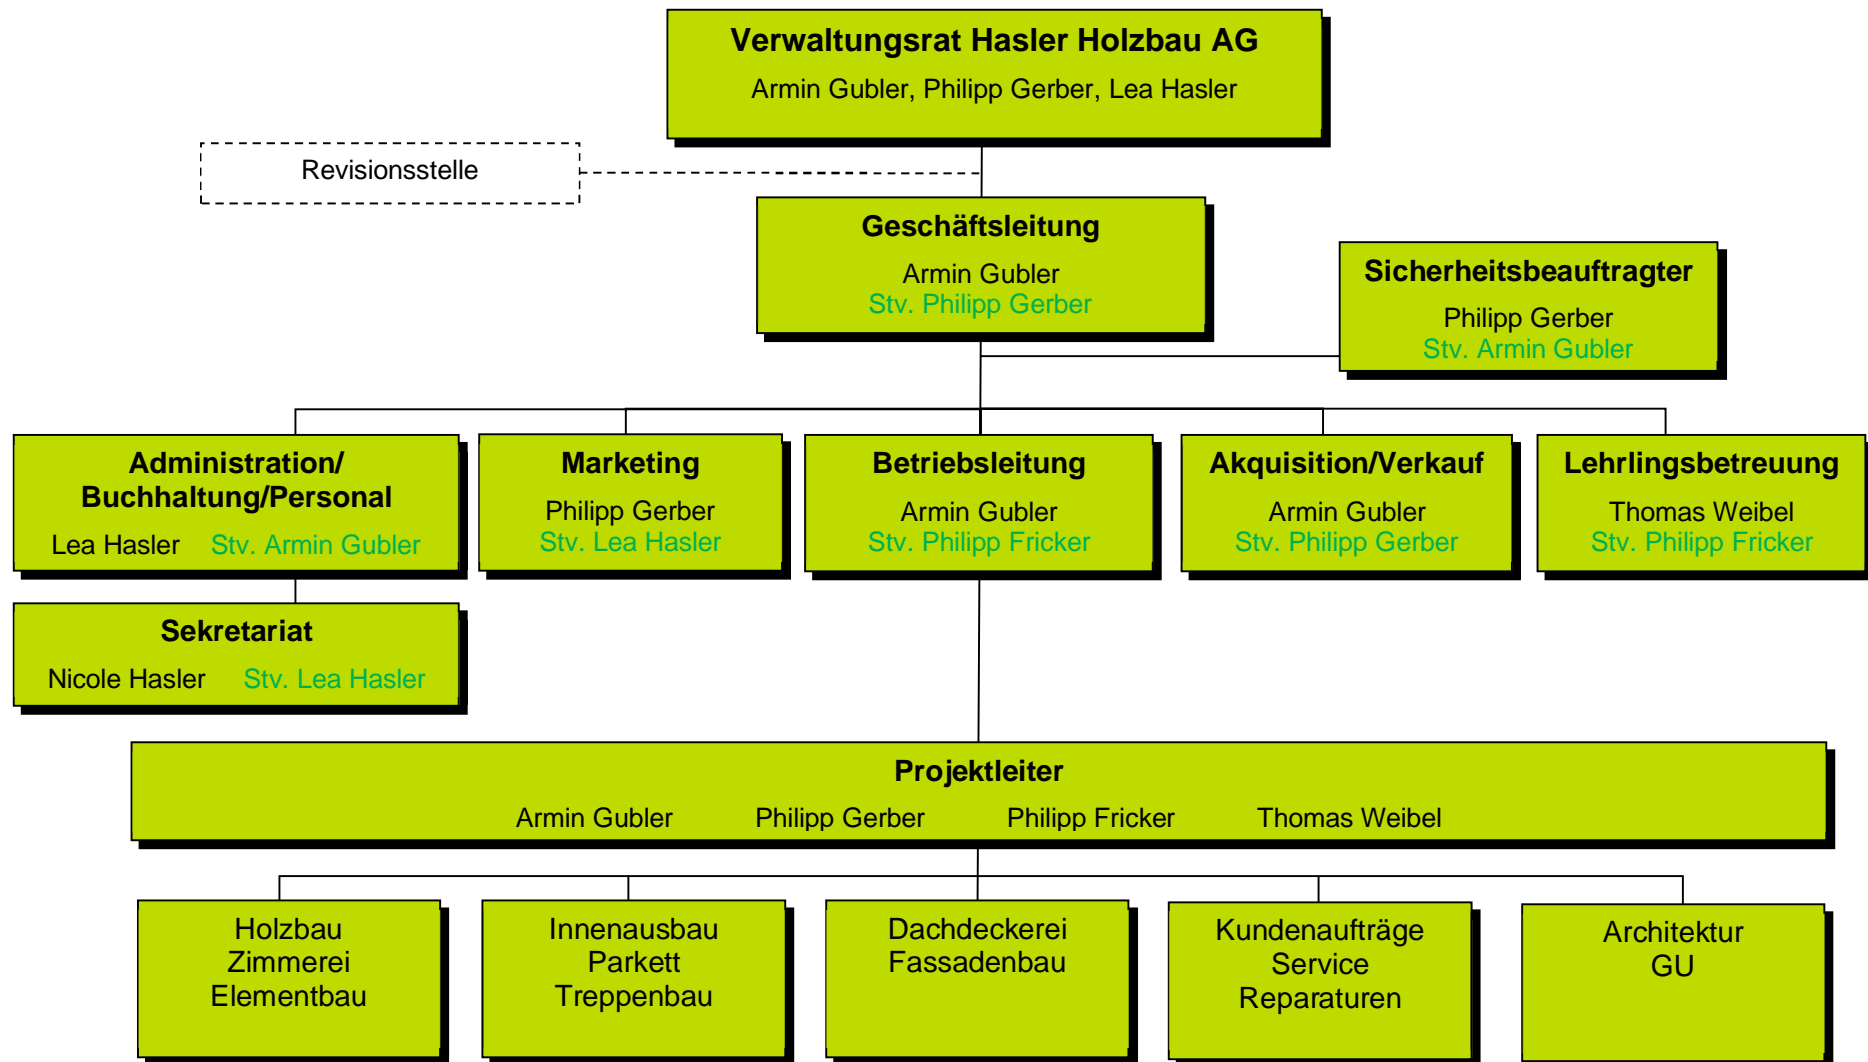 Verwaltungsrat Hasler Holzbau AG
Armin Gubler, Philipp Gerber, Lea Hasler
Revisionsstelle
Geschäftsleitung
Armin Gubler
Stv. Philipp Gerber
Sicherheitsbeauftragter
Philipp Gerber
Stv. Armin Gubler
Administration/
Buchhaltung/Personal
Lea Hasler Stv. Armin Gubler
Marketing
Philipp Gerber
Stv. Lea Hasler
Betriebsleitung
Armin Gubler
Stv. Philipp Fricker
Akquisition/Verkauf
Armin Gubler
Stv. Philipp Gerber
Lehrlingsbetreuung
Thomas Weibel
Stv. Philipp Fricker
Sekretariat
Nicole Hasler Stv. Lea Hasler
Projektleiter
Armin Gubler Philipp Gerber Philipp Fricker Thomas Weibel
Holzbau
Zimmerei
Elementbau
Innenausbau
Parkett
Treppenbau
Dachdeckerei
Fassadenbau
Kundenaufträge
Service
Reparaturen
Architektur
GU